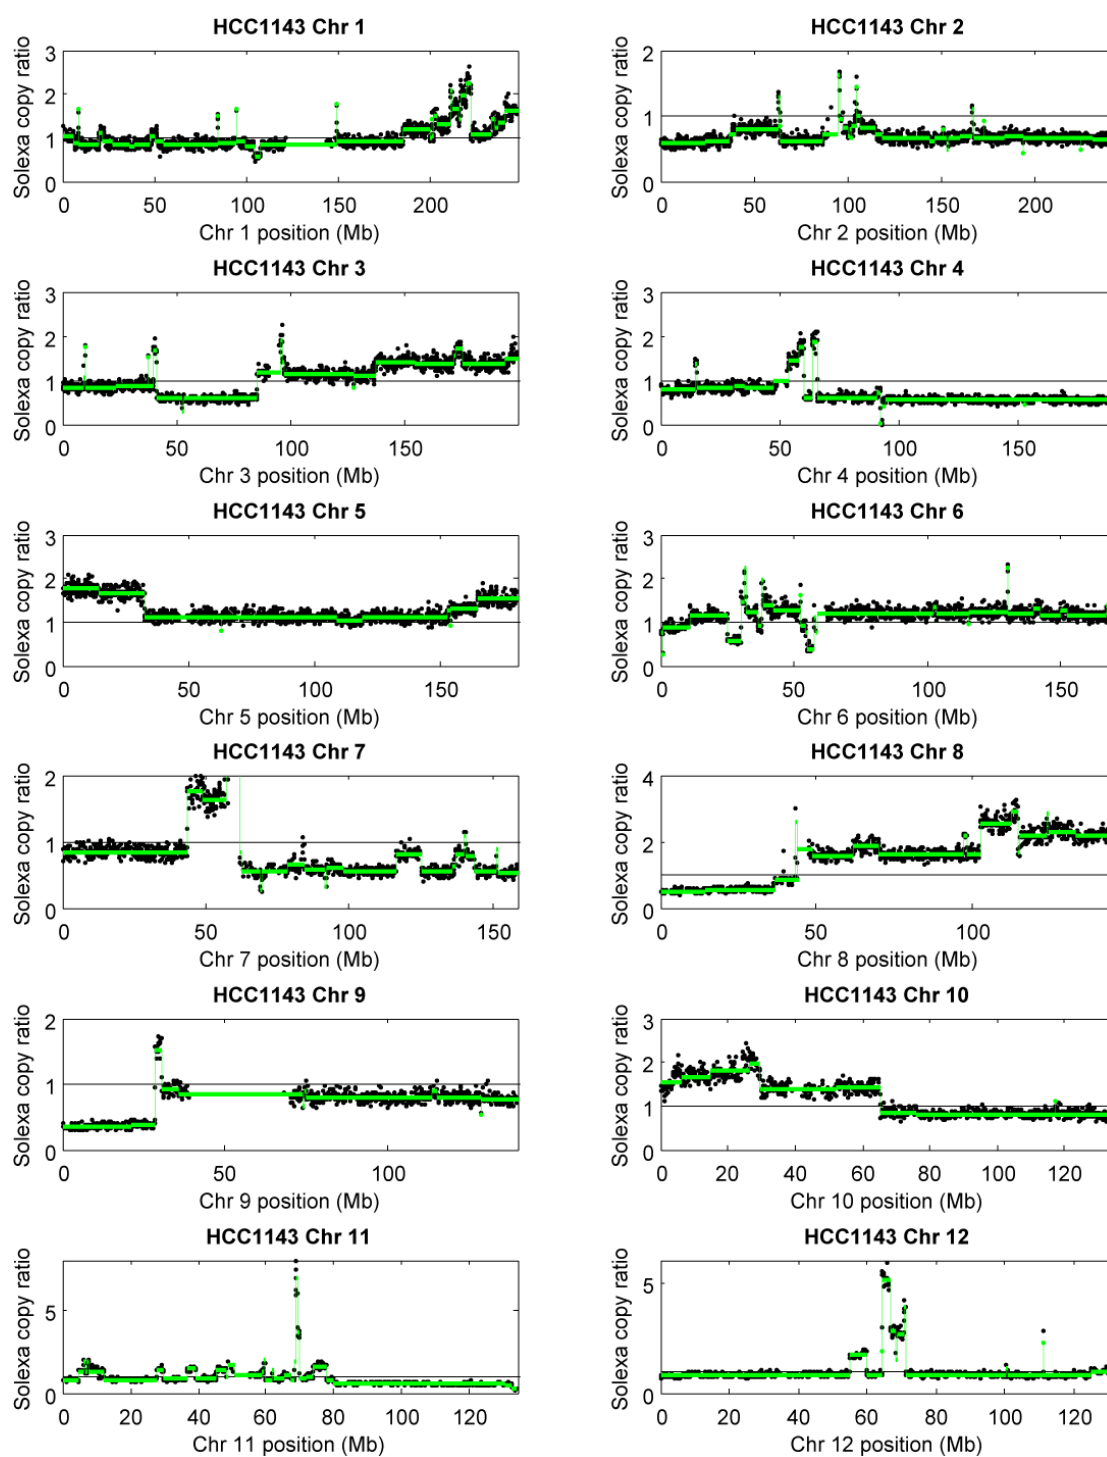 HCC1143 Chr 1
Solexa copy ratio
3
2
1
0
0 50 100 150 200
Chr 1 position (Mb)
HCC1143 Chr 2
Solexa copy ratio
2
1
0
0 50 100 150 200
Chr 2 position (Mb)
HCC1143 Chr 3
Solexa copy ratio
3
2
1
0
0 50 100 150
Chr 3 position (Mb)
HCC1143 Chr 4
Solexa copy ratio
3
2
1
0
0 50 100 150
Chr 4 position (Mb)
HCC1143 Chr 5
Solexa copy ratio
3
2
1
0
0 50 100 150
Chr 5 position (Mb)
HCC1143 Chr 6
Solexa copy ratio
3
2
1
0
0 50 100 150
Chr 6 position (Mb)
HCC1143 Chr 7
Solexa copy ratio
2
1
0
0 50 100 150
Chr 7 position (Mb)
HCC1143 Chr 8
Solexa copy ratio
4
2
1
0
0 50 100
Chr 8 position (Mb)
HCC1143 Chr 9
Solexa copy ratio
2
1
0
0 50 100
Chr 9 position (Mb)
HCC1143 Chr 10
Solexa copy ratio
3
2
1
0
0 20 40 60 80 100 120
Chr 10 position (Mb)
HCC1143 Chr 11
Solexa copy ratio
5
1
0
0 20 40 60 80 100 120
Chr 11 position (Mb)
HCC1143 Chr 12
Solexa copy ratio
5
1
0
0 20 40 60 80 100 120
Chr 12 position (Mb)